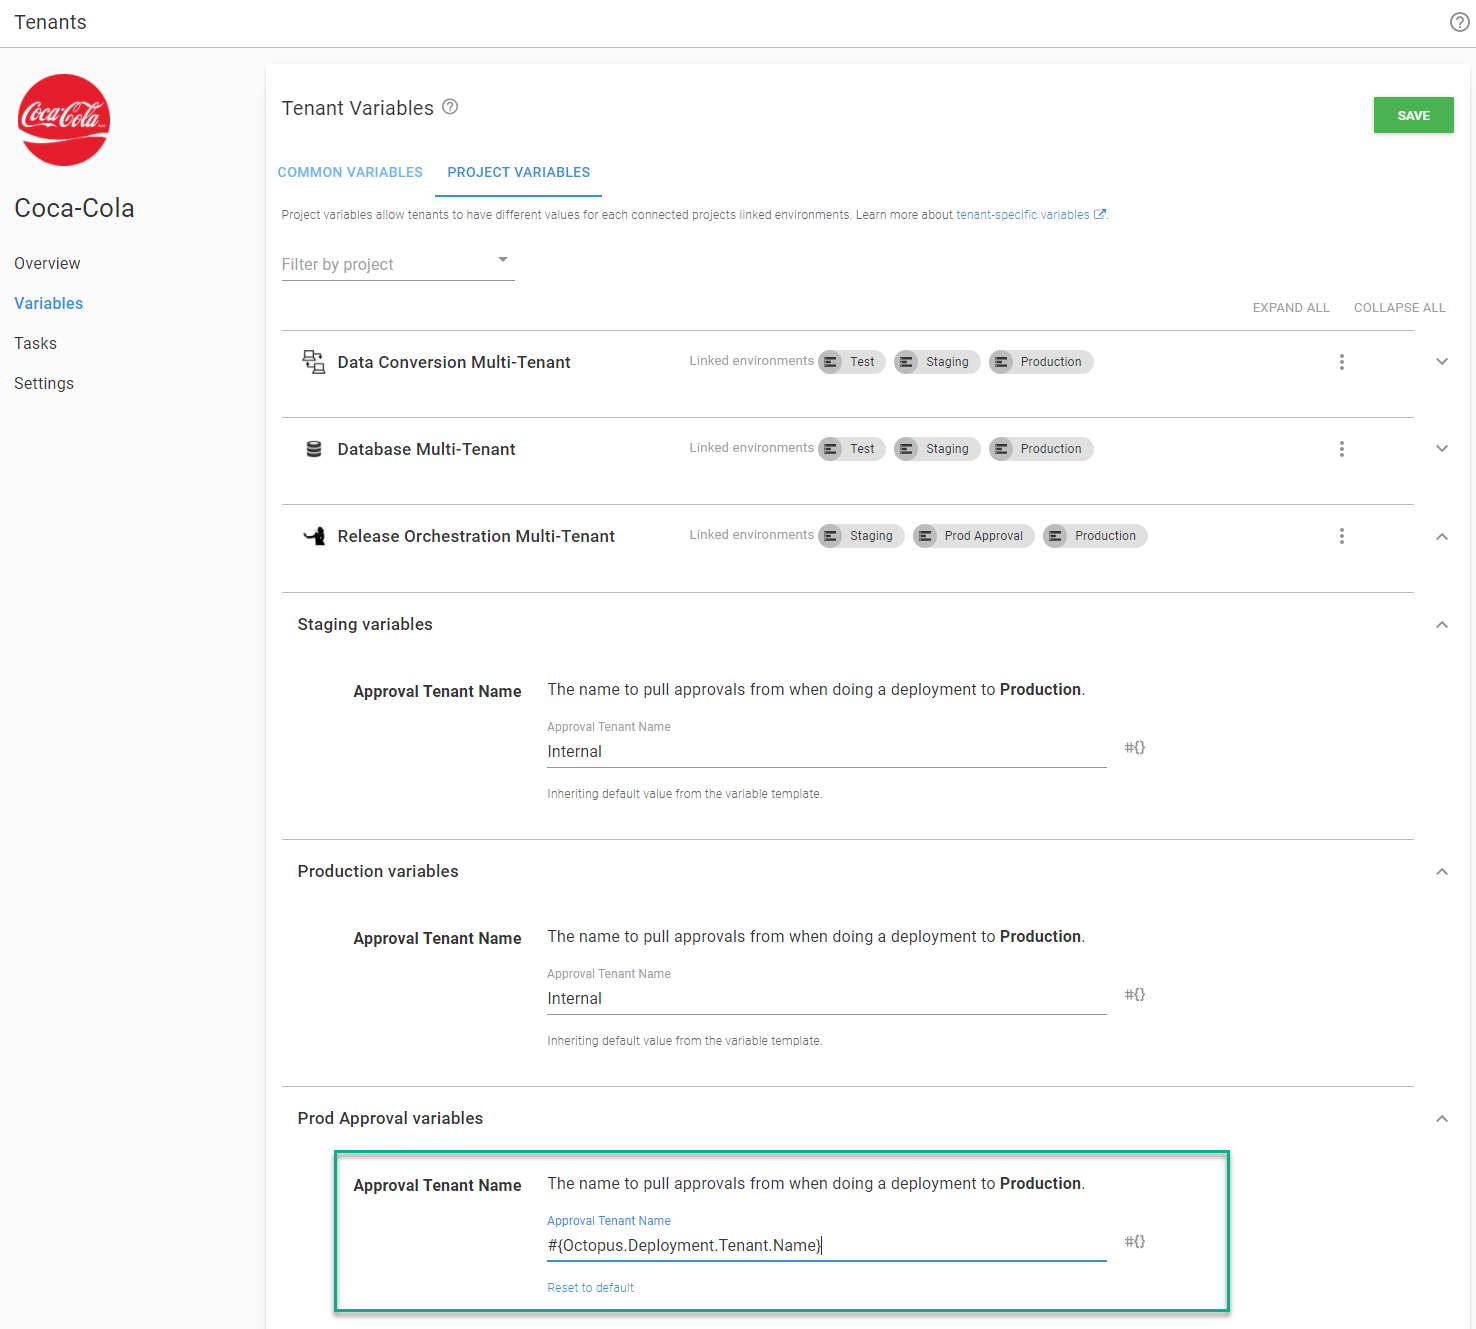 Tenants
Coca-Cola
Coca-Cola
Overview
Variables
Tasks
Settings
Tenant Variables
SAVE
COMMON VARIABLES PROJECT VARIABLES
Project variables allow tenants to have different values for each connected projects linked environments. Learn more about tenant-specific variables.
Filter by project
EXPAND ALL COLLAPSE ALL
Data Conversion Multi-Tenant Linked environments Test Staging Production
Database Multi-Tenant Linked environments Test Staging Production
Release Orchestration Multi-Tenant Linked environments Staging Prod Approval Production
Staging variables
Approval Tenant Name The name to pull approvals from when doing a deployment to Production.
Approval Tenant Name
Internal #{}
Inheriting default value from the variable template.
Production variables
Approval Tenant Name The name to pull approvals from when doing a deployment to Production.
Approval Tenant Name
Internal #{}
Inheriting default value from the variable template.
Prod Approval variables
Approval Tenant Name The name to pull approvals from when doing a deployment to Production.
Approval Tenant Name
#{Octopus.Deployment.Tenant.Name} #{}
Reset to default